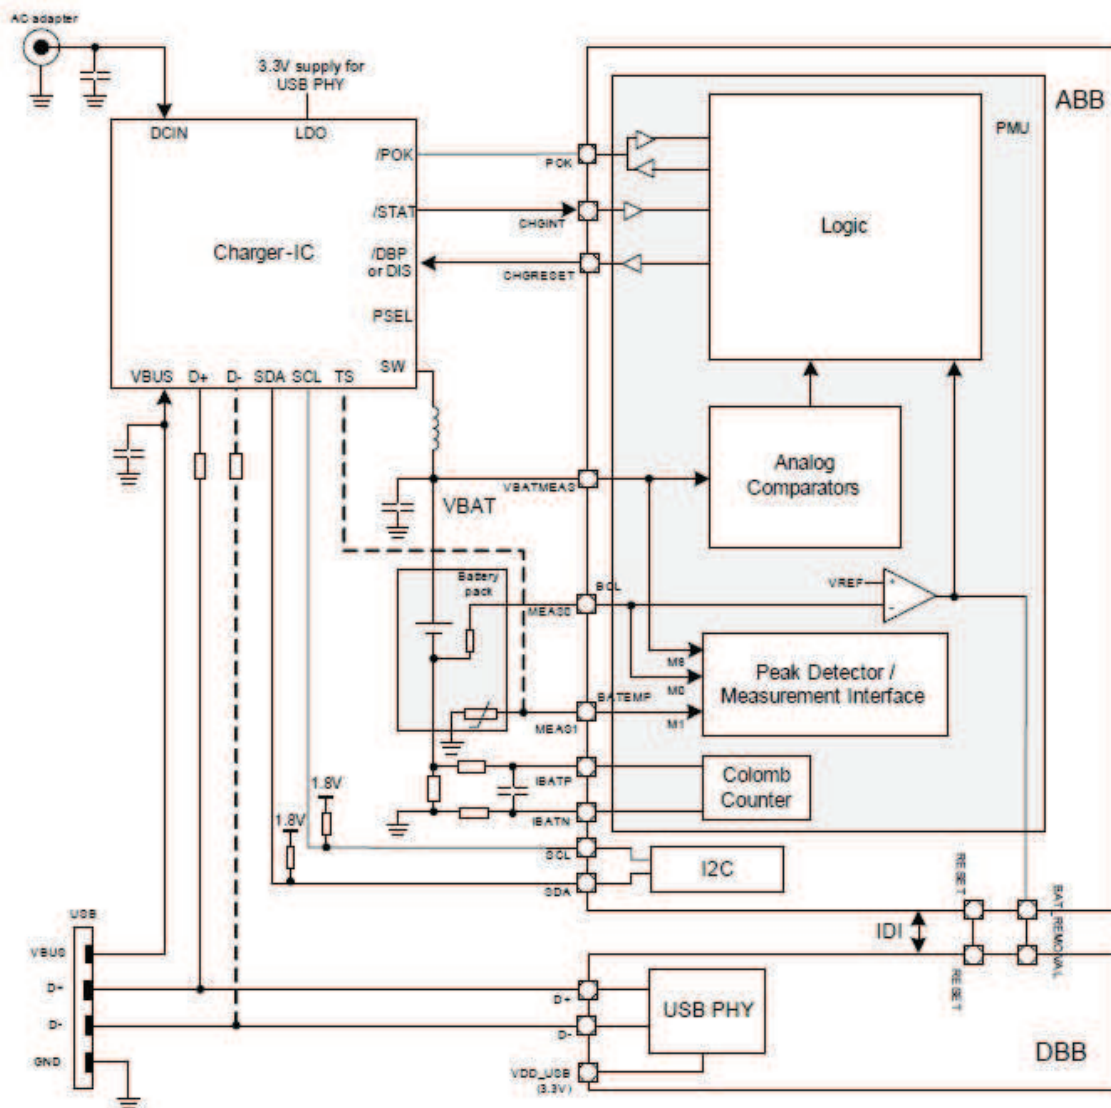 AC adapter
3.3V supply for
USB PHY
ABB
DCIN
LDO
PMU
/POK
POK
/STAT
CHGINT
Logic
Charger-IC
/DBP
or DIS
CHGRESET
PSEL
SW
VBUS
D+
D-
SDA
SCL
TS
Analog
Comparators
VBATMEAS
VBAT
Battery
pack
BCL
VREF
+
-
MEAS0
M8
Peak Detector /
Measurement Interface
M0
BATEMP
M1
MEAS1
1.8V
IBATP
Colomb
Counter
1.8V
IBATN
SCL
I2C
SDA
RESET
BAT_REMOVAL
USB
IDI
VBUS
RESET
D+
D+
USB PHY
D-
D-
DBB
GND
VDD_USB
(3.3V)